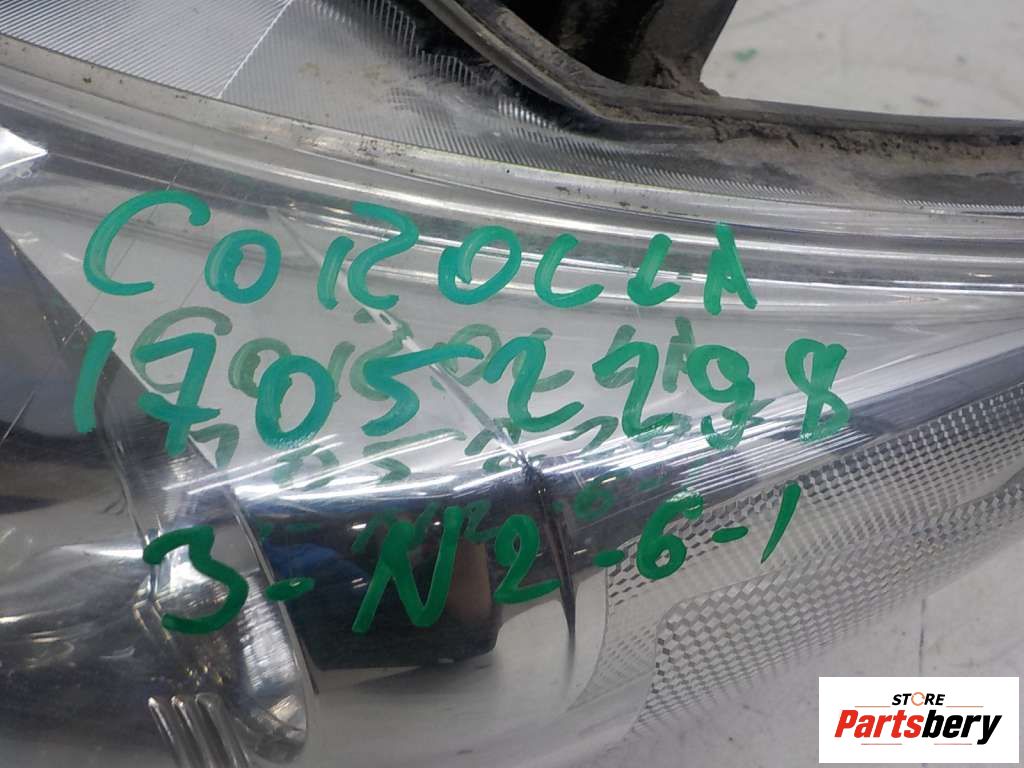 COROLLA
17052298
3-N2-6-1
STORE
Partsbery